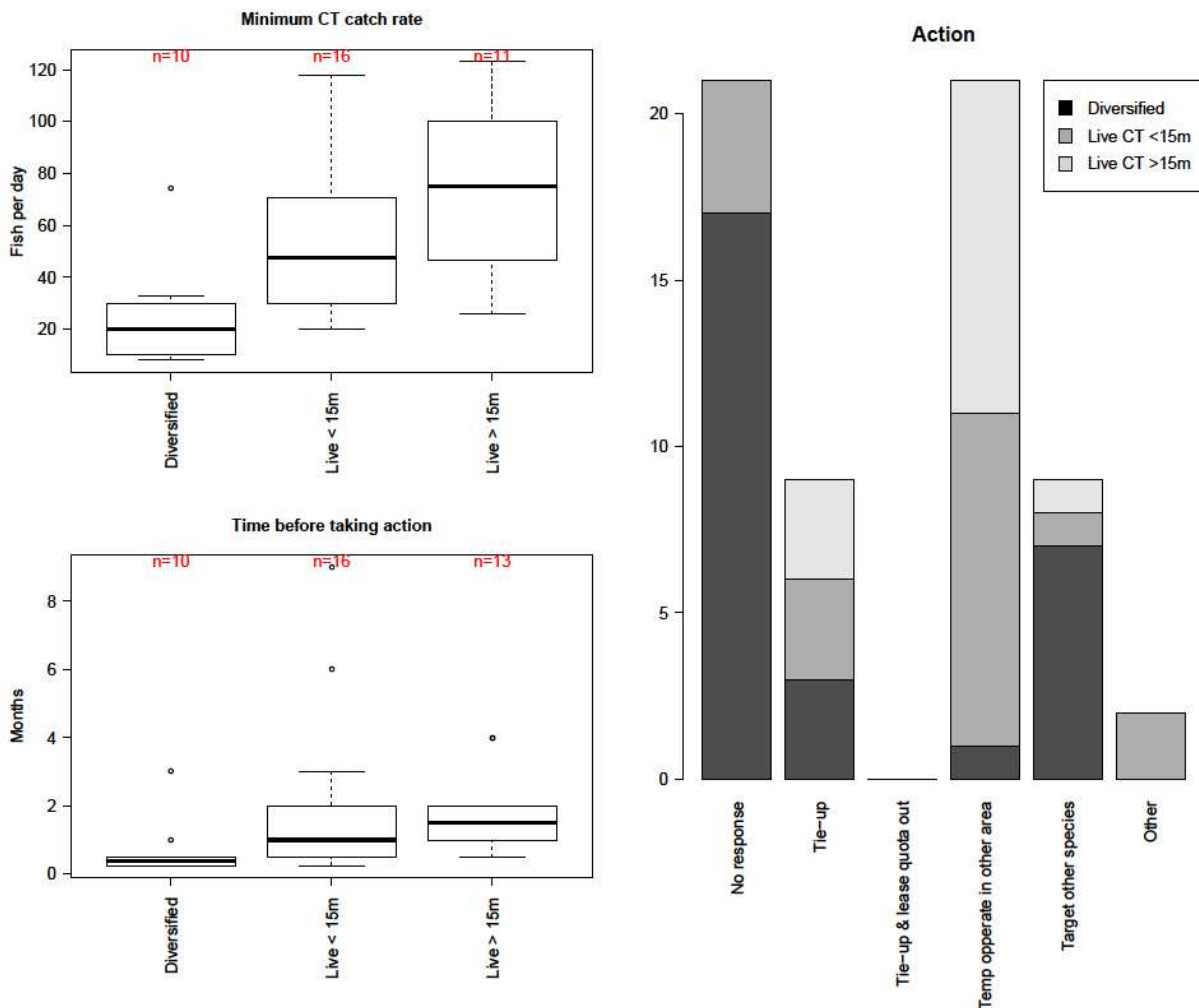 Minimum CT catch rate
n=10 n=16 n=11
120
100
80
60
40
20
Fish per day
Diversified
Live < 15m
Live > 15m
Time before taking action
n=10 n=16 n=13
8
6
4
2
0
Months
Diversified
Live < 15m
Live > 15m
Action
20
15
10
5
0
Diversified
Live CT <15m
Live CT >15m
No response
Tie-up
Tie-up & lease quota out
Temp opperate in other area
Target other species
Other